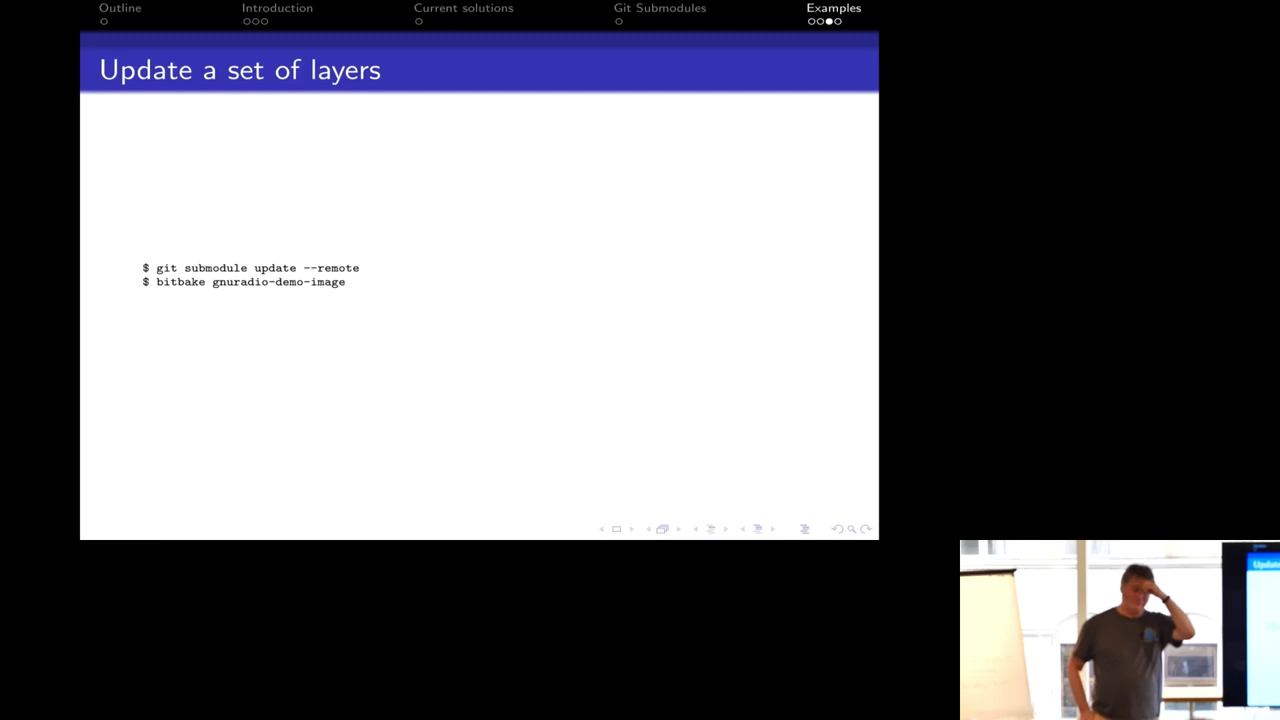 Outline
Introduction
Current solutions
Git Submodules
Examples
Update a set of layers
$ git submodule update --remote
$ bitbake gnuradio-demo-image
Update